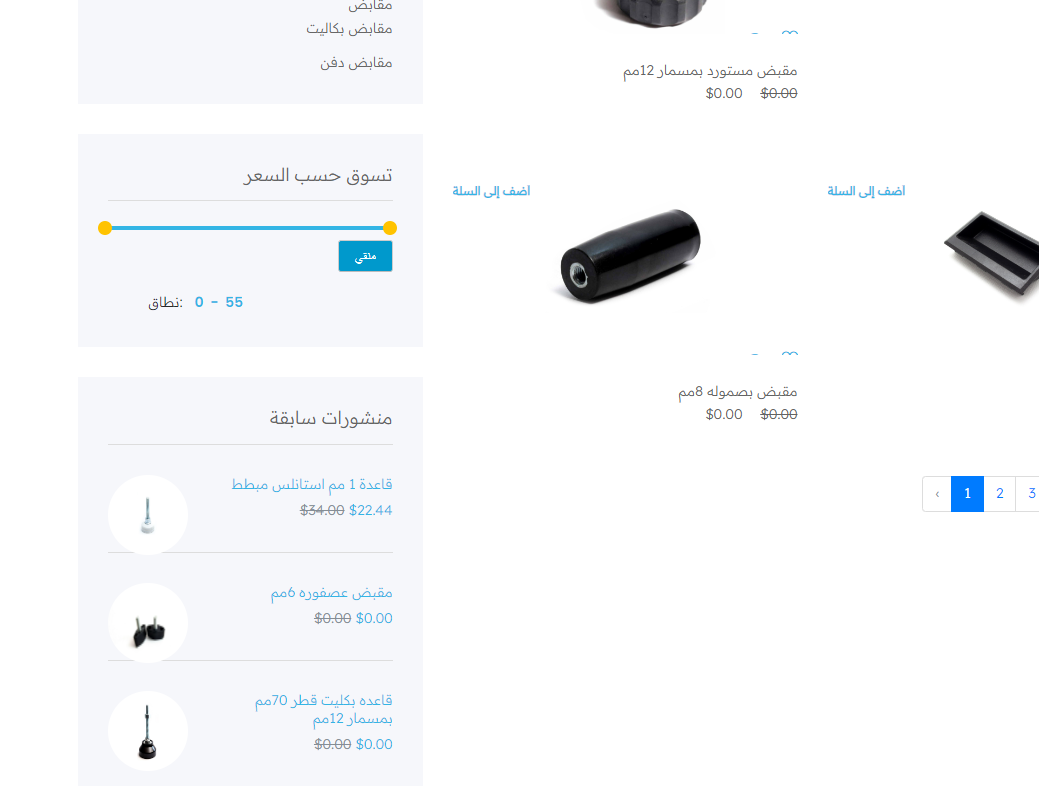 مقابض
مقابض بكاليت
مقابض دفن
تسوق حسب السعر
منقي
نطاق: 0 - 55
منشورات سابقة
قاعدة 1 مم استانلس مبطط
$34.00 $22.44
مقبض عصفوره 6مم
$0.00 $0.00
قاعده بكليت قطر 70مم
بمسمار 12مم
$0.00 $0.00
مقبض مستورد بمسمار 12مم
$0.00 $0.00
أضف إلى السلة
أضف إلى السلة
مقبض بصموله 8مم
$0.00 $0.00
‹ 1 2 3